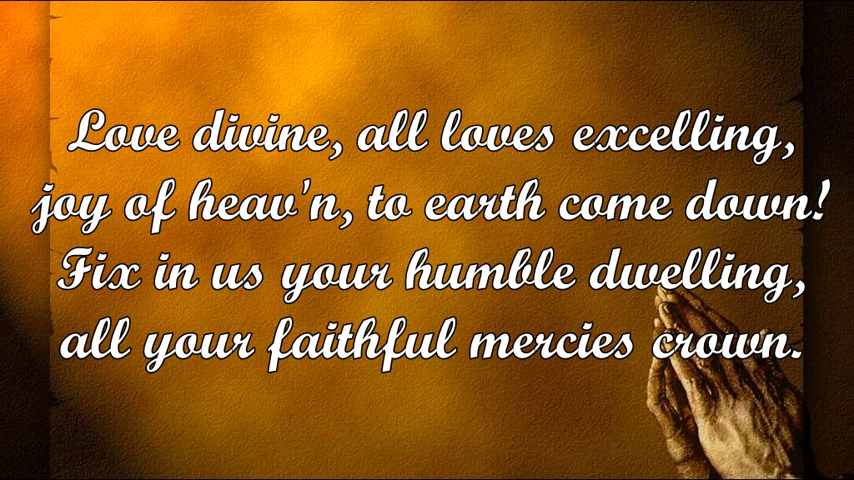 Love divine, all loves excelling,
joy of heav'n, to earth come down!
Fix in us your humble dwelling,
all your faithful mercies crown.